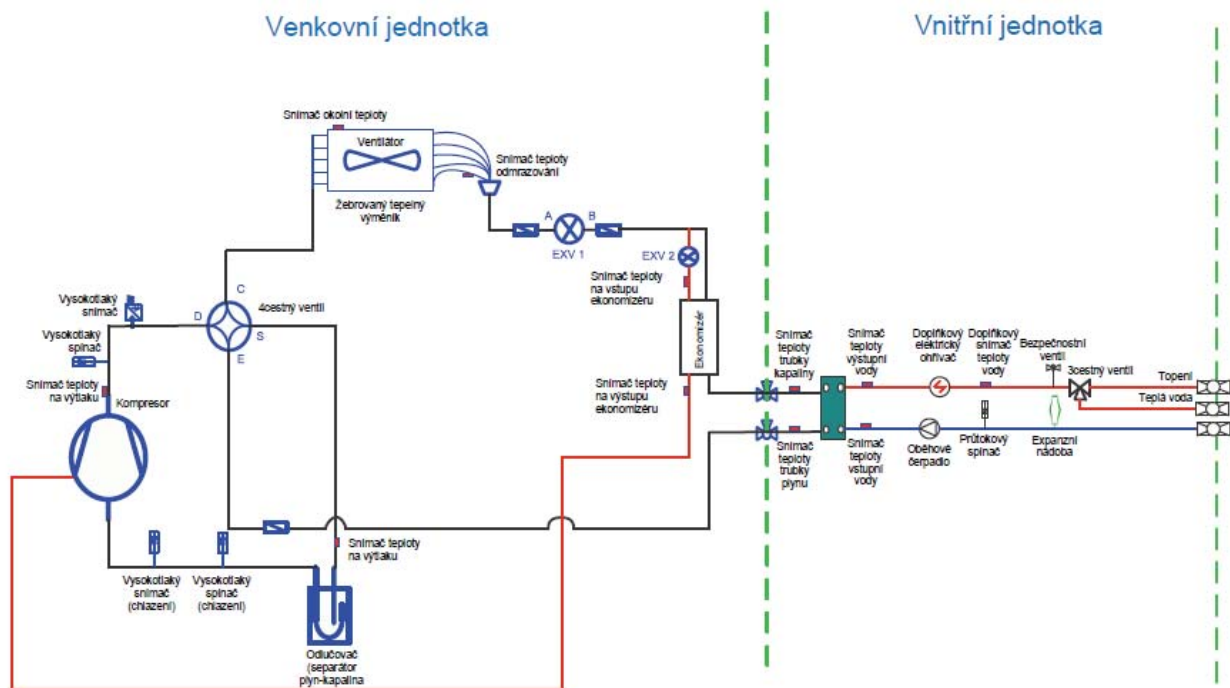 Venkovní jednotka
Vnitřní jednotka
Snímač okolní teploty
Ventilátor
Snímač teploty
odmrazování
Žebrovaný tepelný
výměník
A
B
EXV 1
EXV 2
Snímač teploty
na vstupu
ekonomizéru
Ekonomizér
Snímač teploty
na výstupu
ekonomizéru
Vysokotlaký
snímač
Vysokotlaký
spínač
Snímač teploty
na výtlaku
Kompresor
C
D
4cestný ventil
S
E
Snímač
teploty
trubky
kapaliny
Snímač
teploty
výstupní
vody
Doplňkový
elektrický
ohřívač
Doplňkový
snímač
teploty
vody
Bezpečnostní
ventil
3cestný ventil
Topení
Teplá voda
Snímač
teploty
trubky
plynu
Snímač
teploty
vstupní
vody
Oběhové
čerpadlo
Průtokový
spínač
Expanzní
nádoba
Snímač teploty
na výtlaku
Vysokotlaký
snímač
(chlazení)
Vysokotlaký
spínač
(chlazení)
Odlučovač
(separátor
plyn-kapalina